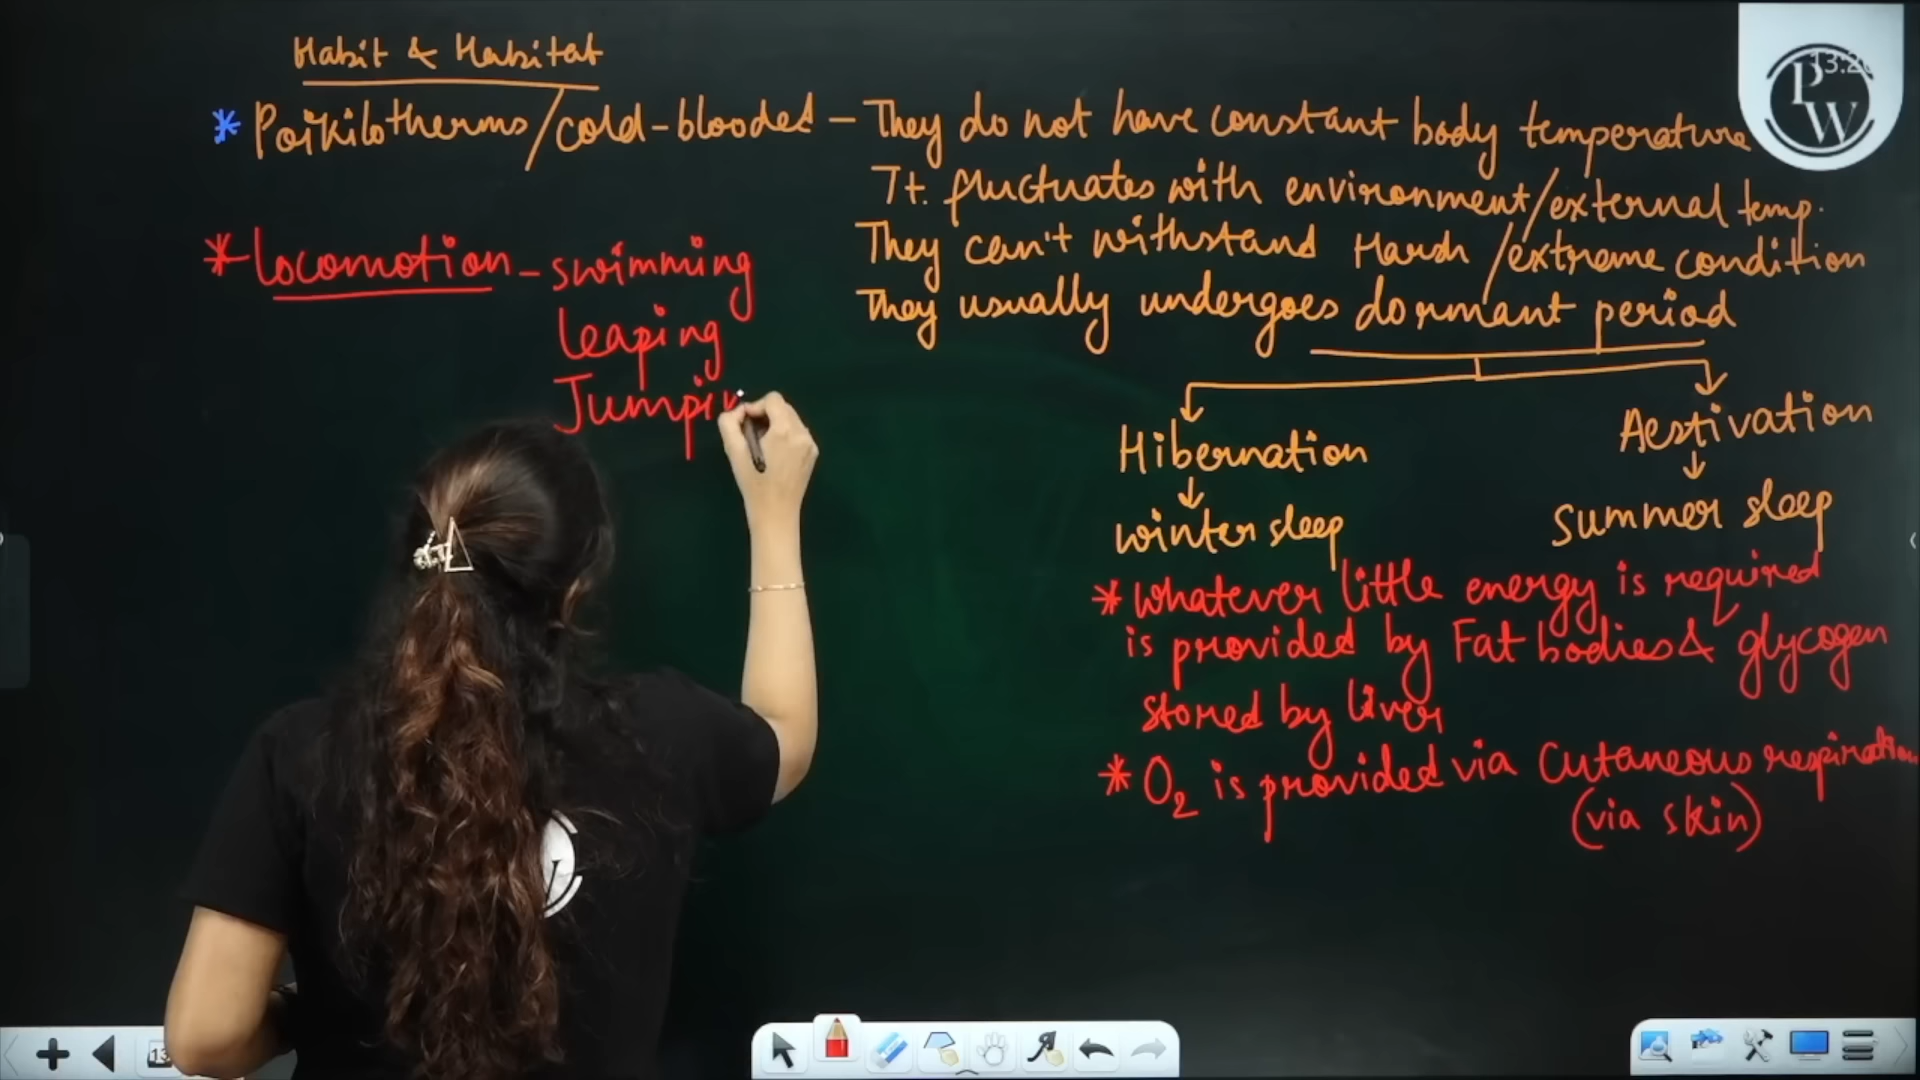 Habit & Habitat
* Poikilotherms/cold-blooded - They do not have constant body temperature
It fluctuates with environment/external temp.
They can't withstand Harsh/extreme condition
They usually undergoes dormant period
* Locomotion - swimming
Leaping
Jumpin
Hibernation
Aestivation
winter sleep
Summer sleep
* Whatever little energy is required
is provided by Fat bodies & glycogen
stored by liver
* O2 is provided via Cutaneous respiration
(via skin)
PW
13